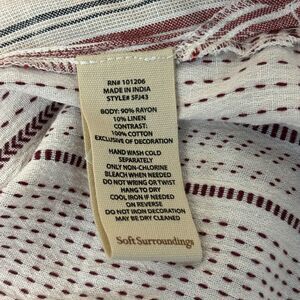 RN# 101206
MADE IN INDIA
STYLE# 5FJ43
BODY: 90% RAYON
10% LINEN
CONTRAST:
100% COTTON
EXCLUSIVE OF DECORATION
HAND WASH COLD
SEPARATELY
ONLY NON-CHLORINE
BLEACH WHEN NEEDED
DO NOT WRING OR TWIST
HANG TO DRY
COOL IRON IF NEEDED
ON REVERSE
DO NOT IRON DECORATION
MAY BE DRY CLEANED
Soft Surroundings